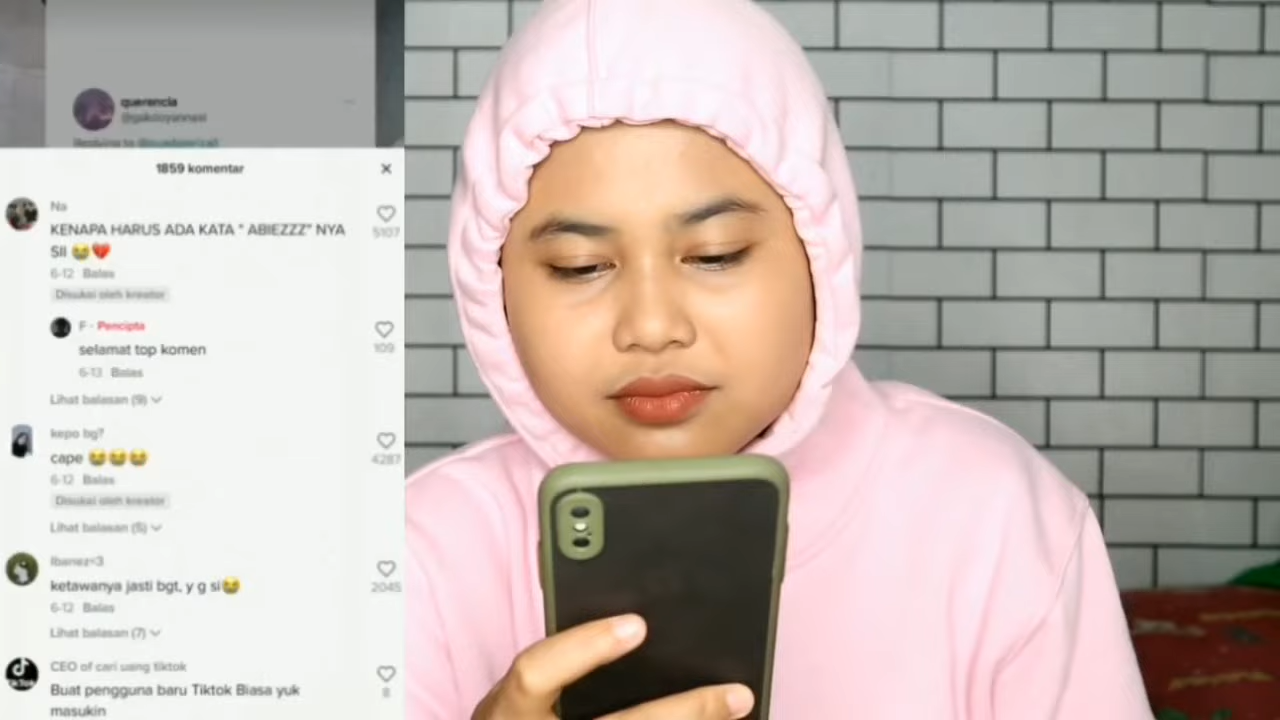 querencia
Replying to
1859 komentar
Na
KENAPA HARUS ADA KATA " ABIEZZZ" NYA
SII 😭💔
5107
6-12 Balas
Disukai oleh kreator
F · Pencipta
selamat top komen
109
6-13 Balas
Lihat balasan (9)
kepo bg?
cape 😭😭😭
4287
6-12 Balas
Disukai oleh kreator
Lihat balasan (5)
Ibanez<3
ketawanya jasti bgt, y g si😭
2045
6-12 Balas
Lihat balasan (7)
CEO of cari uang tiktok
Buat pengguna baru Tiktok Biasa yuk
masukin
8